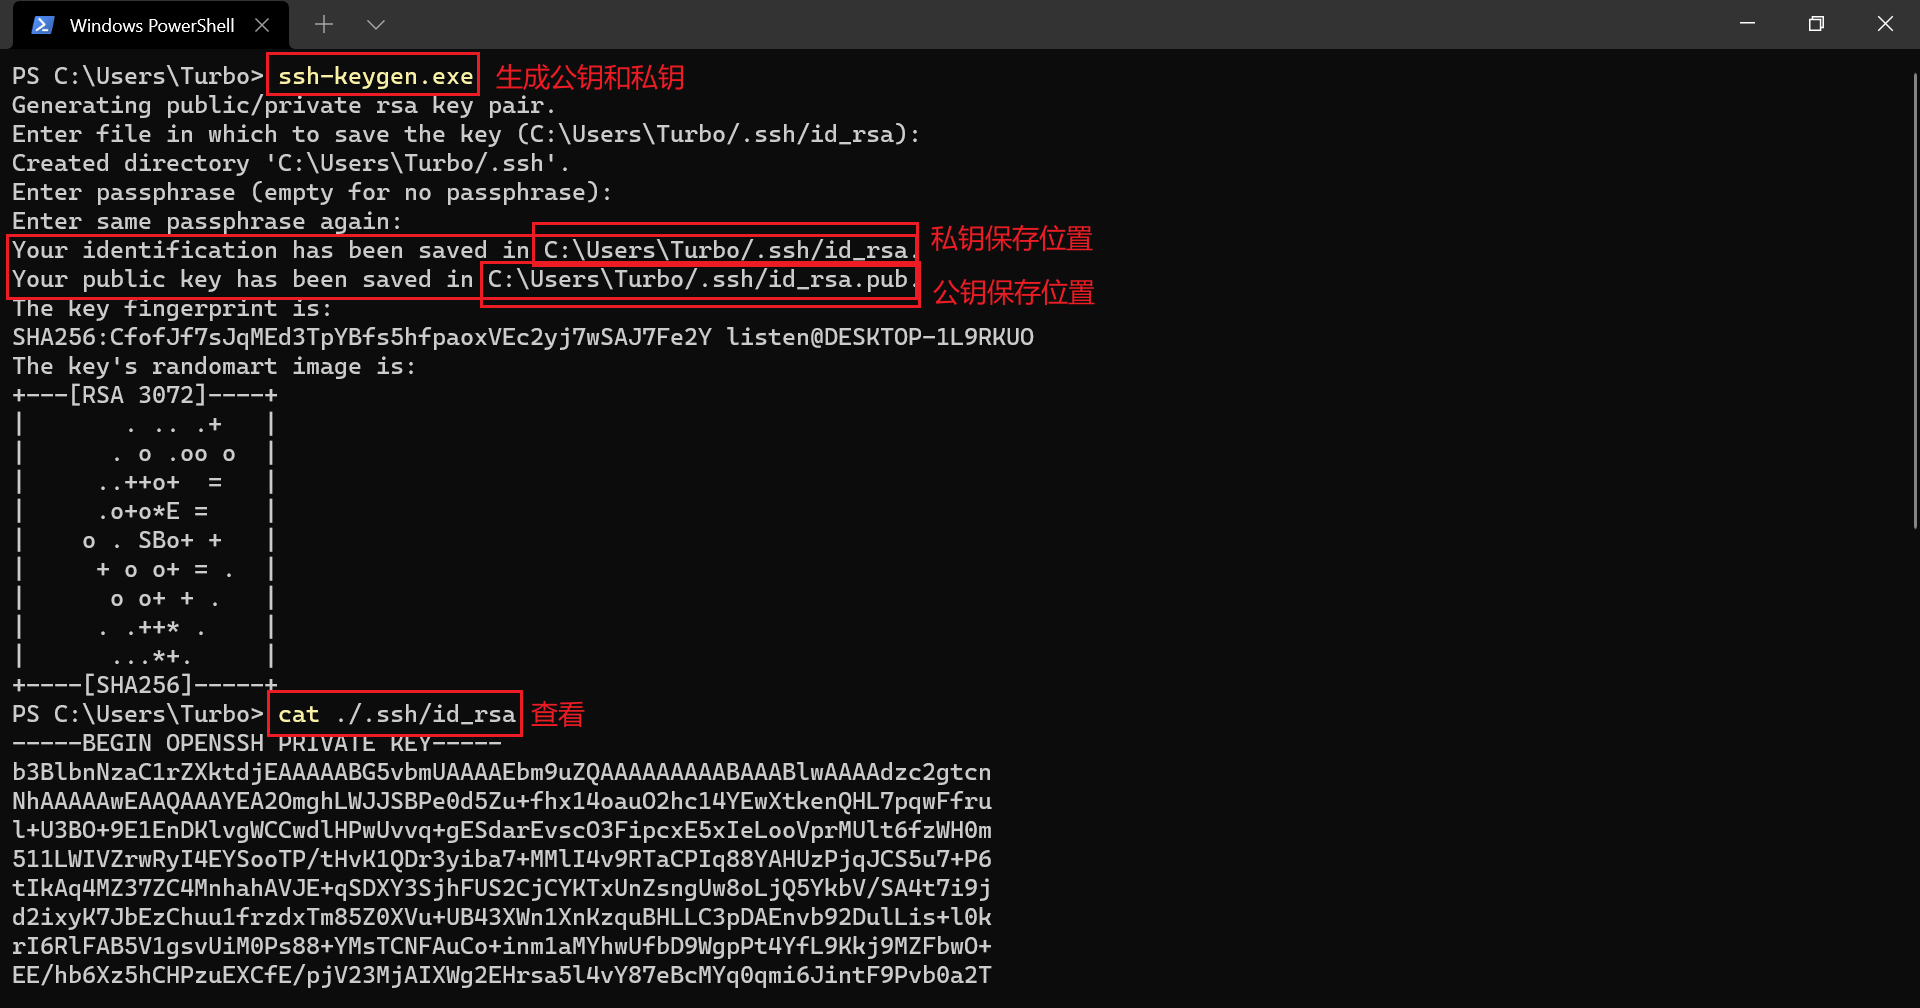 Windows PowerShell
PS C:\Users\Turbo> ssh-keygen.exe 生成公钥和私钥
Generating public/private rsa key pair.
Enter file in which to save the key (C:\Users\Turbo/.ssh/id_rsa):
Created directory 'C:\Users\Turbo/.ssh'.
Enter passphrase (empty for no passphrase):
Enter same passphrase again:
Your identification has been saved in C:\Users\Turbo/.ssh/id_rsa. 私钥保存位置
Your public key has been saved in C:\Users\Turbo/.ssh/id_rsa.pub. 公钥保存位置
The key fingerprint is:
SHA256:CfofJf7sJqMEd3TpYBfs5hfpaoxVEc2yj7wSAJ7Fe2Y listen@DESKTOP-1L9RKUO
The key's randomart image is:
+---[RSA 3072]----+
|       . .. .+   |
|      . o .oo o  |
|     ..++o+  =   |
|     .o+o*E =    |
|    o . SBo+ +   |
|     + o o+ = .  |
|      o o+ + .   |
|     . .++* .    |
|      ...*+.     |
+----[SHA256]-----+
PS C:\Users\Turbo> cat ./.ssh/id_rsa 查看
-----BEGIN OPENSSH PRIVATE KEY-----
b3BlbnNzaC1rZXktdjEAAAAABG5vbmUAAAAEbm9uZQAAAAAAAAABAAABlwAAAAdzc2gtcn
NhAAAAAwEAAQAAAYEA2OmghLWJJSBPe0d5Zu+fhx14oauO2hc14YEwXtkenQHL7pqwFfru
l+U3BO+9E1EnDKlvgWCCwdlHPwUvvq+gESdarEvscO3FipcxE5xIeLooVprMUlt6fzWH0m
511LWIVZrwRyI4EYSooTP/tHvK1QDr3yiba7+MMlI4v9RTaCPIq88YAHUzPjqJCS5u7+P6
tIkAq4MZ37ZC4MnhahAVJE+qSDXY3SjhFUS2CjCYKTxUnZsngUw8oLjQ5YkbV/SA4t7i9j
d2ixyK7JbEzChuu1frzdxTm85Z0XVu+UB43XWn1XnKzquBHLLC3pDAEnvb92DulLis+l0k
rI6RlFAB5V1gsvUiM0Ps88+YMsTCNFAuCo+inm1aMYhwUfbD9WgpPt4YfL9Kkj9MZFbwO+
EE/hb6Xz5hCHPzuEXCfE/pjV23MjAIXWg2EHrsa5l4vY87eBcMYq0qmi6JintF9Pvb0a2T